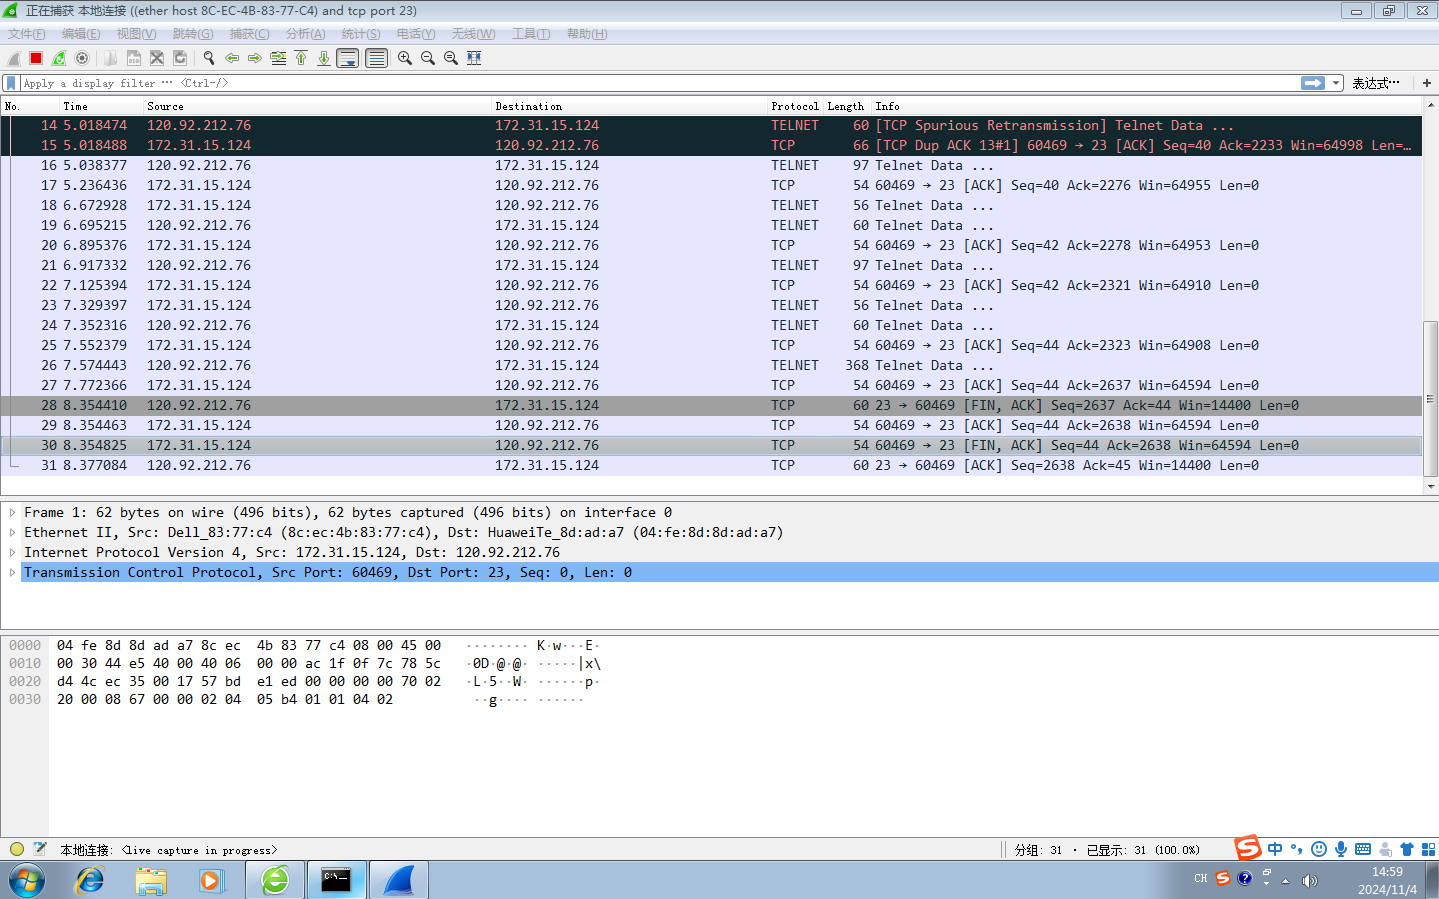 正在捕获 本地连接 ((ether host 8C-EC-4B-83-77-C4) and tcp port 23)
文件(F) 编辑(E) 视图(V) 跳转(G) 捕获(C) 分析(A) 统计(S) 电话(Y) 无线(W) 工具(T) 帮助(H)
Apply a display filter ⋯ <Ctrl-/> 表达式⋯ +
No. Time Source Destination Protocol Length Info
14 5.018474 120.92.212.76 172.31.15.124 TELNET 60 [TCP Spurious Retransmission] Telnet Data ...
15 5.018488 172.31.15.124 120.92.212.76 TCP 66 [TCP Dup ACK 13#1] 60469 → 23 [ACK] Seq=40 Ack=2233 Win=64998 Len=…
16 5.038377 120.92.212.76 172.31.15.124 TELNET 97 Telnet Data ...
17 5.236436 172.31.15.124 120.92.212.76 TCP 54 60469 → 23 [ACK] Seq=40 Ack=2276 Win=64955 Len=0
18 6.672928 172.31.15.124 120.92.212.76 TELNET 56 Telnet Data ...
19 6.695215 120.92.212.76 172.31.15.124 TELNET 60 Telnet Data ...
20 6.895376 172.31.15.124 120.92.212.76 TCP 54 60469 → 23 [ACK] Seq=42 Ack=2278 Win=64953 Len=0
21 6.917332 120.92.212.76 172.31.15.124 TELNET 97 Telnet Data ...
22 7.125394 172.31.15.124 120.92.212.76 TCP 54 60469 → 23 [ACK] Seq=42 Ack=2321 Win=64910 Len=0
23 7.329397 172.31.15.124 120.92.212.76 TELNET 56 Telnet Data ...
24 7.352316 120.92.212.76 172.31.15.124 TELNET 60 Telnet Data ...
25 7.552379 172.31.15.124 120.92.212.76 TCP 54 60469 → 23 [ACK] Seq=44 Ack=2323 Win=64908 Len=0
26 7.574443 120.92.212.76 172.31.15.124 TELNET 368 Telnet Data ...
27 7.772366 172.31.15.124 120.92.212.76 TCP 54 60469 → 23 [ACK] Seq=44 Ack=2637 Win=64594 Len=0
28 8.354410 120.92.212.76 172.31.15.124 TCP 60 23 → 60469 [FIN, ACK] Seq=2637 Ack=44 Win=14400 Len=0
29 8.354463 172.31.15.124 120.92.212.76 TCP 54 60469 → 23 [ACK] Seq=44 Ack=2638 Win=64594 Len=0
30 8.354825 172.31.15.124 120.92.212.76 TCP 54 60469 → 23 [FIN, ACK] Seq=44 Ack=2638 Win=64594 Len=0
31 8.377084 120.92.212.76 172.31.15.124 TCP 60 23 → 60469 [ACK] Seq=2638 Ack=45 Win=14400 Len=0
Frame 1: 62 bytes on wire (496 bits), 62 bytes captured (496 bits) on interface 0
Ethernet II, Src: Dell_83:77:c4 (8c:ec:4b:83:77:c4), Dst: HuaweiTe_8d:ad:a7 (04:fe:8d:8d:ad:a7)
Internet Protocol Version 4, Src: 172.31.15.124, Dst: 120.92.212.76
Transmission Control Protocol, Src Port: 60469, Dst Port: 23, Seq: 0, Len: 0
0000 04 fe 8d 8d ad a7 8c ec 4b 83 77 c4 08 00 45 00 ········ K·w···E·
0010 00 30 44 e5 40 00 40 06 00 00 ac 1f 0f 7c 78 5c ·0D·@·@· ·····|x\
0020 d4 4c ec 35 00 17 57 bd e1 ed 00 00 00 00 70 02 ·L·5··W· ······p·
0030 20 00 08 67 00 00 02 04 05 b4 01 01 04 02 ··g···· ······
本地连接: <live capture in progress> 分组: 31 · 已显示: 31 (100.0%)
中
CH
14:59
2024/11/4